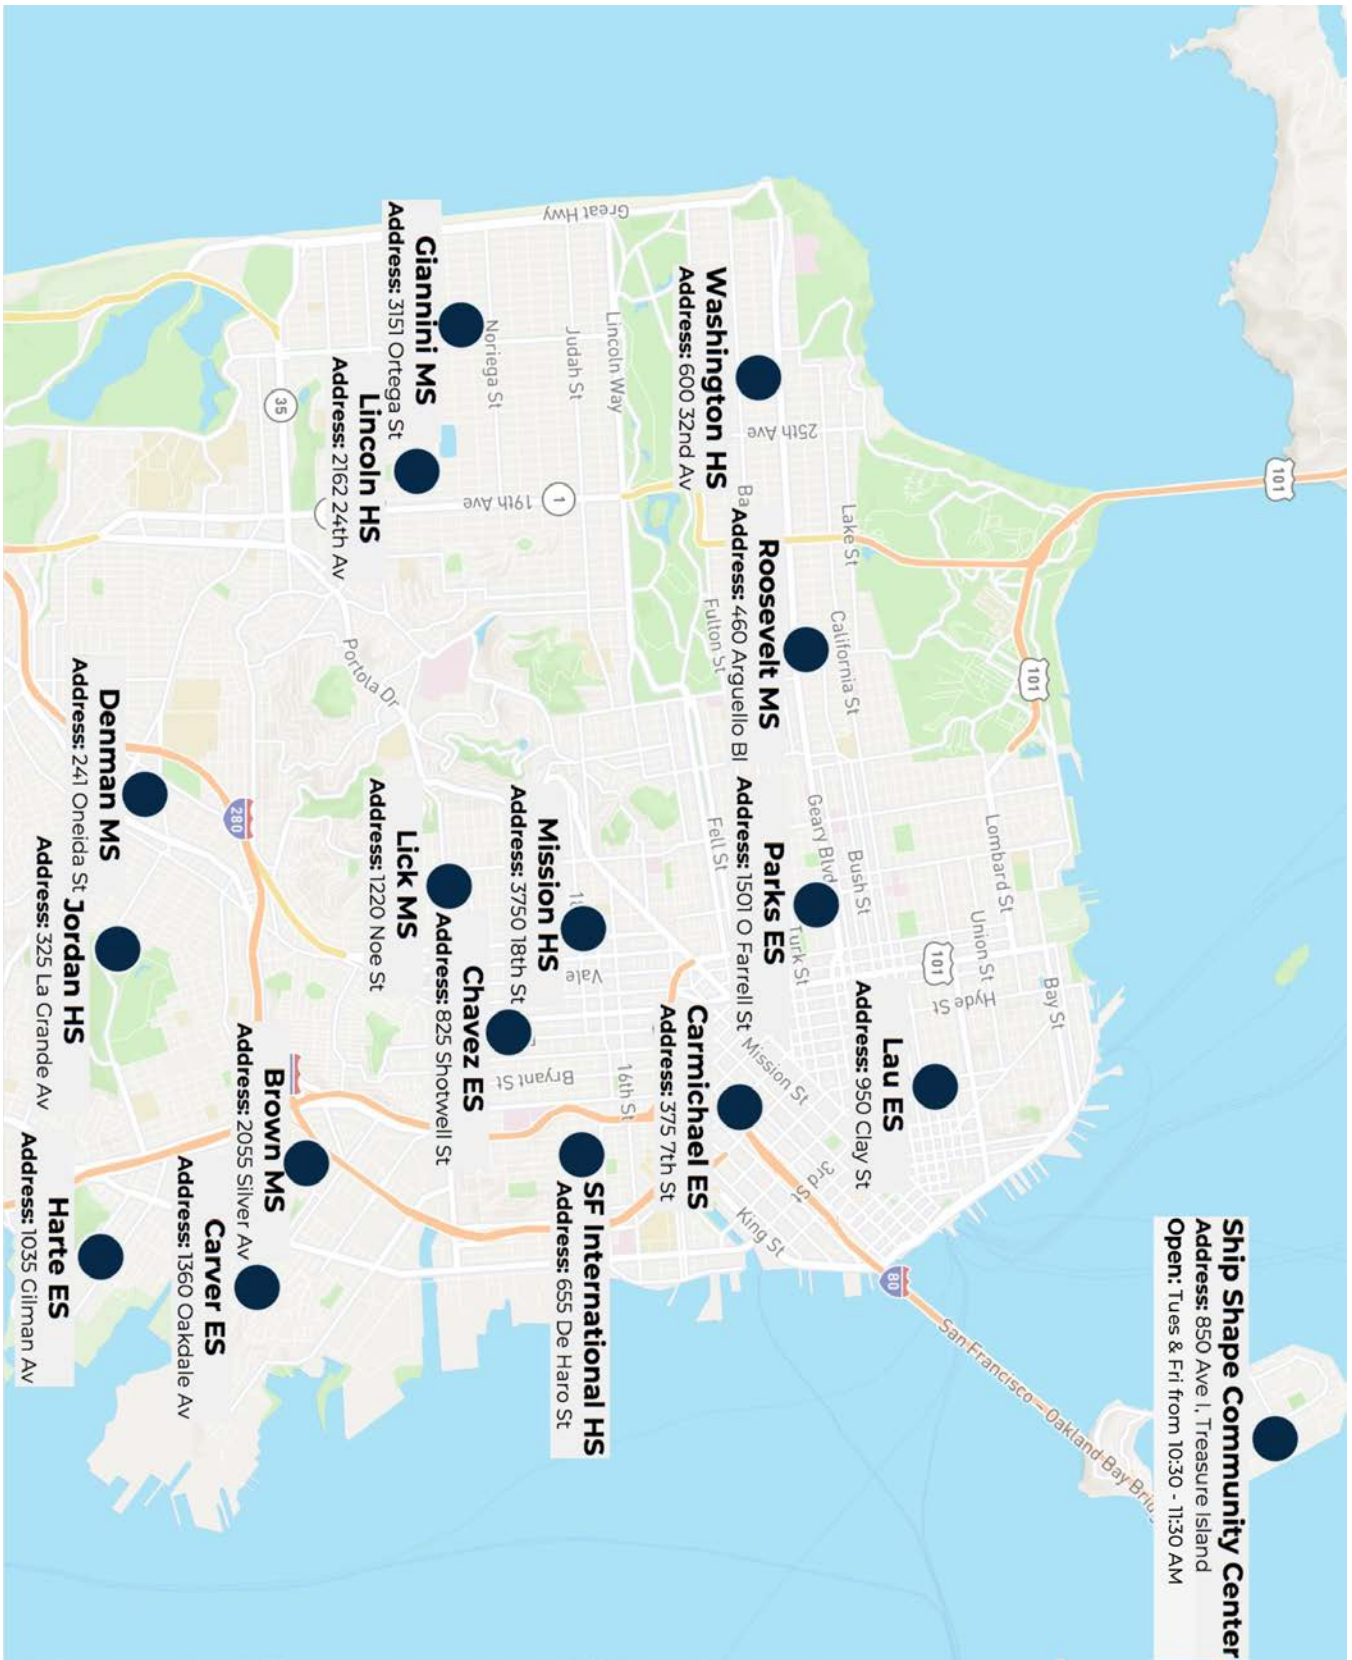 Ship Shape Community Center
Address: 850 Ave I, Treasure Island
Open: Tues & Fri from 10:30 - 11:30 AM
101
101
Bay St
Lombard St
Union St
Hyde St
101
Lake St
California St
Bush St
Geary Blvd
Turk St
25th Ave
Lau ES
Address: 950 Clay St
80
San Francisco – Oakland Bay
Washington HS
Address: 600 32nd Av
Roosevelt MS
Address: 460 Arguello Bl
Parks ES
Address: 1501 O Farrell St
Mission St
3rd St
King St
Ba
Fulton St
Fell St
Carmichael ES
Address: 375 7th St
Great Hwy
Lincoln Way
Judah St
Noriega St
1
19th Ave
16th St
SF International HS
Address: 655 De Haro St
Mission HS
Address: 3750 18th St
Vale
Bryant St
Chavez ES
Address: 825 Shotwell St
Giannini MS
Address: 3151 Ortega St
Lincoln HS
Address: 2162 24th Av
Portola Dr
Lick MS
Address: 1220 Noe St
35
280
Brown MS
Address: 2055 Silver Av
Carver ES
Address: 1360 Oakdale Av
Denman MS
Address: 241 Oneida St
Jordan HS
Address: 325 La Grande Av
Harte ES
Address: 1035 Gilman Av